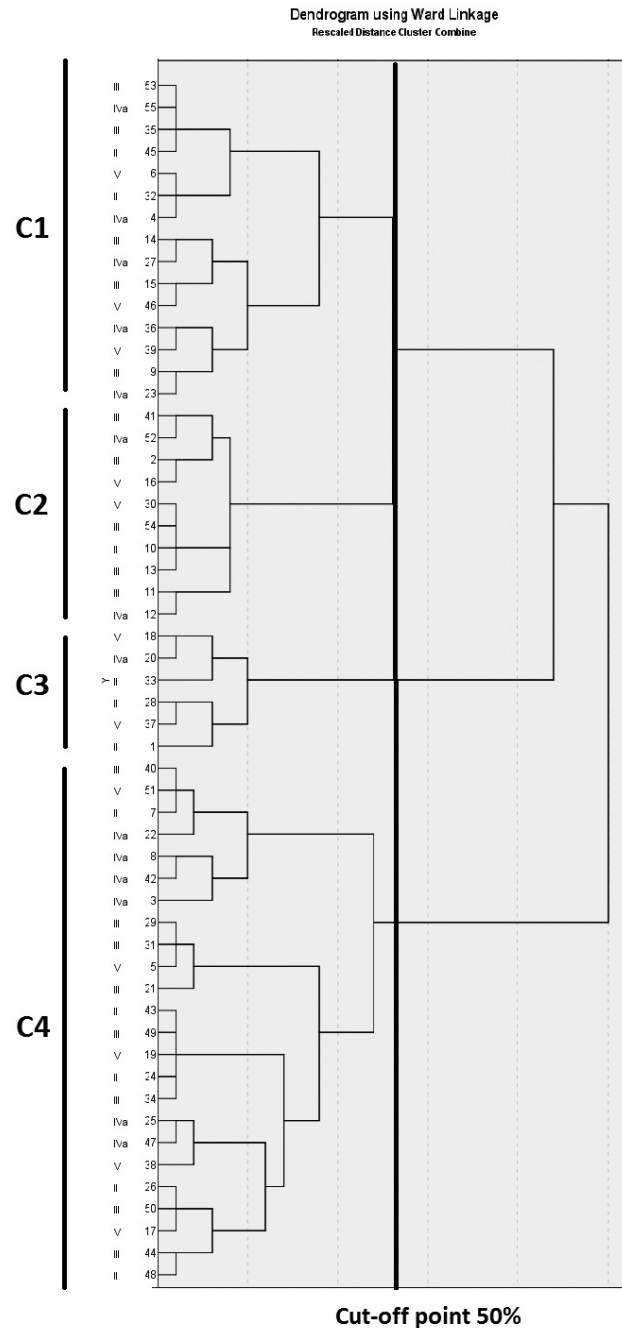 Dendrogram using Ward Linkage
Rescaled Distance Cluster Combine
III 53
IVa 55
III 35
II 45
V 6
II 32
IVa 4
C1
III 14
IVa 27
III 15
V 46
IVa 36
V 39
III 9
IVa 23
III 41
IVa 52
III 2
V 16
C2
V 30
III 54
II 10
III 13
III 11
IVa 12
V 18
IVa 20
C3
Y
II 33
II 28
V 37
II 1
III 40
V 51
II 7
IVa 22
IVa 8
IVa 42
IVa 3
III 29
III 31
V 5
III 21
II 43
C4
III 49
V 19
II 24
III 34
IVa 25
IVa 47
V 38
II 26
III 50
V 17
III 44
II 48
Cut-off point 50%